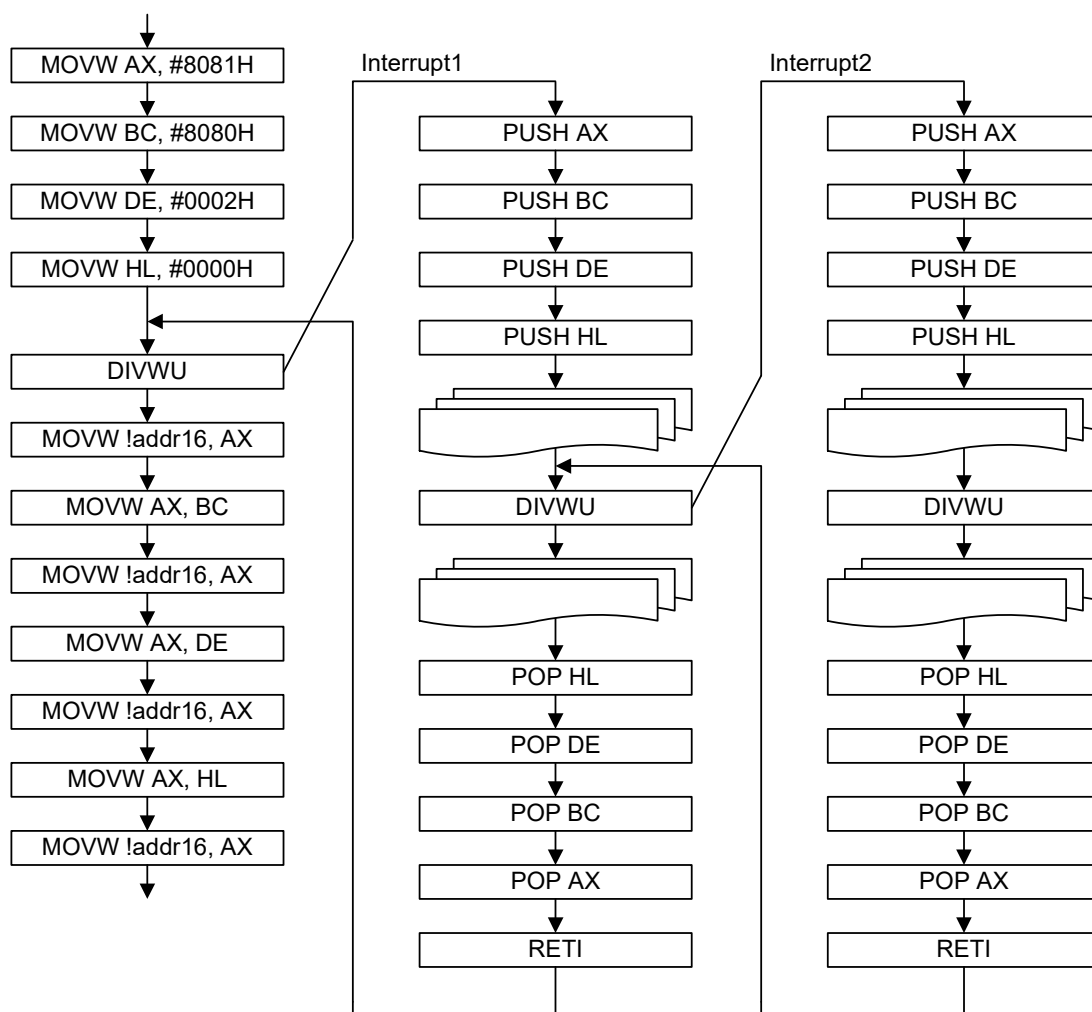 MOVW AX, #8081H
MOVW BC, #8080H
MOVW DE, #0002H
MOVW HL, #0000H
DIVWU
MOVW !addr16, AX
MOVW AX, BC
MOVW !addr16, AX
MOVW AX, DE
MOVW !addr16, AX
MOVW AX, HL
MOVW !addr16, AX
Interrupt1
PUSH AX
PUSH BC
PUSH DE
PUSH HL
DIVWU
POP HL
POP DE
POP BC
POP AX
RETI
Interrupt2
PUSH AX
PUSH BC
PUSH DE
PUSH HL
DIVWU
POP HL
POP DE
POP BC
POP AX
RETI